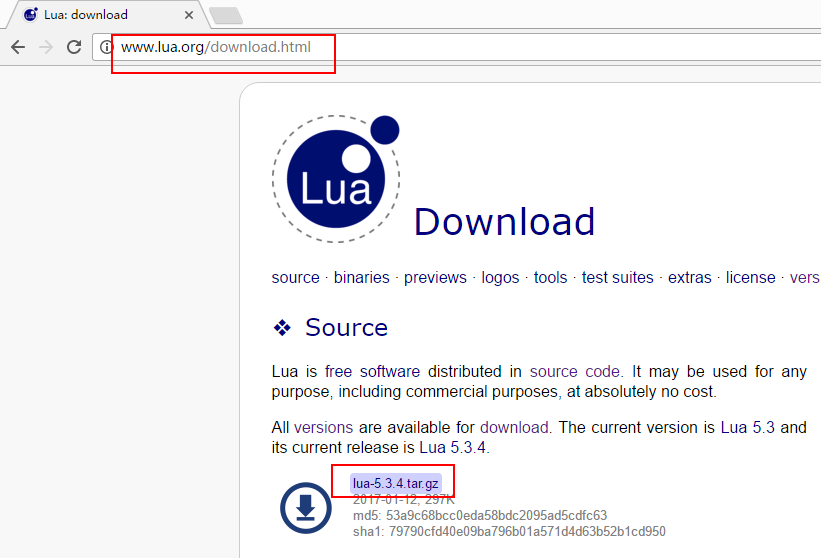 Lua: download
www.lua.org/download.html
Lua
Download
source · binaries · previews · logos · tools · test suites · extras · license · vers
❖ Source
Lua is free software distributed in source code. It may be used for any
purpose, including commercial purposes, at absolutely no cost.
All versions are available for download. The current version is Lua 5.3 and
its current release is Lua 5.3.4.
lua-5.3.4.tar.gz
2017-01-12, 297K
md5: 53a9c68bcc0eda58bdc2095ad5cdfc63
sha1: 79790cfd40e09ba796b01a571d4d63b52b1cd950